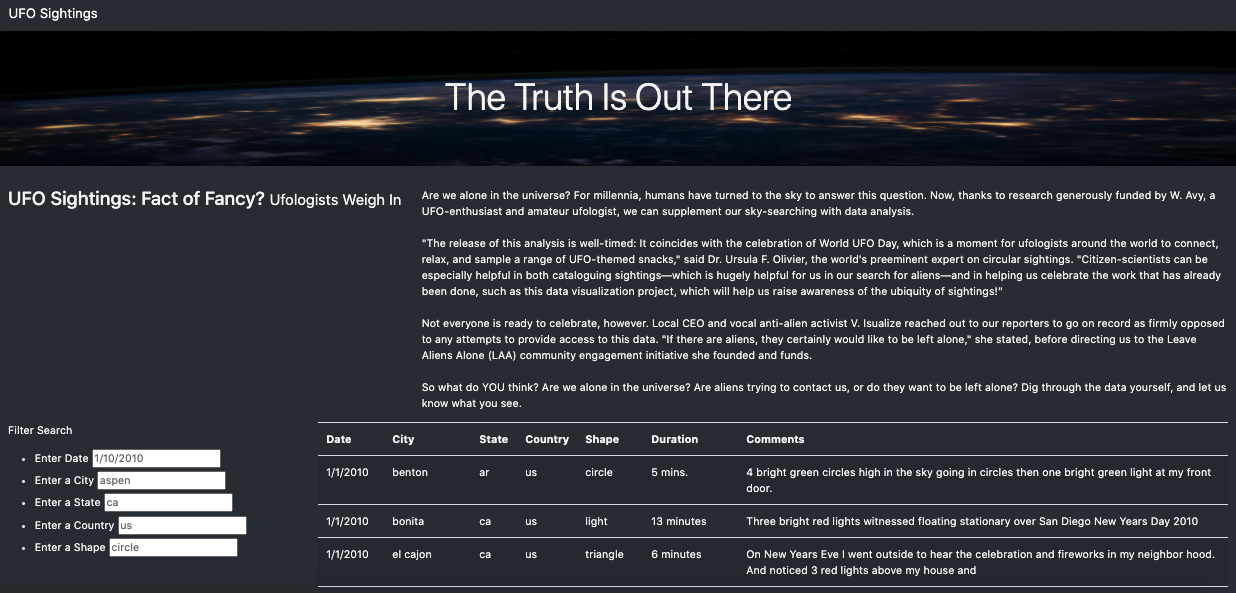 UFO Sightings
The Truth Is Out There
UFO Sightings: Fact of Fancy? Ufologists Weigh In
Are we alone in the universe? For millennia, humans have turned to the sky to answer this question. Now, thanks to research generously funded by W. Avy, a
UFO-enthusiast and amateur ufologist, we can supplement our sky-searching with data analysis.
"The release of this analysis is well-timed: It coincides with the celebration of World UFO Day, which is a moment for ufologists around the world to connect,
relax, and sample a range of UFO-themed snacks," said Dr. Ursula F. Olivier, the world's preeminent expert on circular sightings. "Citizen-scientists can be
especially helpful in both cataloguing sightings—which is hugely helpful for us in our search for aliens—and in helping us celebrate the work that has already
been done, such as this data visualization project, which will help us raise awareness of the ubiquity of sightings!"
Not everyone is ready to celebrate, however. Local CEO and vocal anti-alien activist V. Isualize reached out to our reporters to go on record as firmly opposed
to any attempts to provide access to this data. "If there are aliens, they certainly would like to be left alone," she stated, before directing us to the Leave
Aliens Alone (LAA) community engagement initiative she founded and funds.
So what do YOU think? Are we alone in the universe? Are aliens trying to contact us, or do they want to be left alone? Dig through the data yourself, and let us
know what you see.
Filter Search
• Enter Date 1/10/2010
• Enter a City aspen
• Enter a State ca
• Enter a Country us
• Enter a Shape circle
Date City State Country Shape Duration Comments
1/1/2010 benton ar us circle 5 mins. 4 bright green circles high in the sky going in circles then one bright green light at my front
door.
1/1/2010 bonita ca us light 13 minutes Three bright red lights witnessed floating stationary over San Diego New Years Day 2010
1/1/2010 el cajon ca us triangle 6 minutes On New Years Eve I went outside to hear the celebration and fireworks in my neighbor hood.
And noticed 3 red lights above my house and